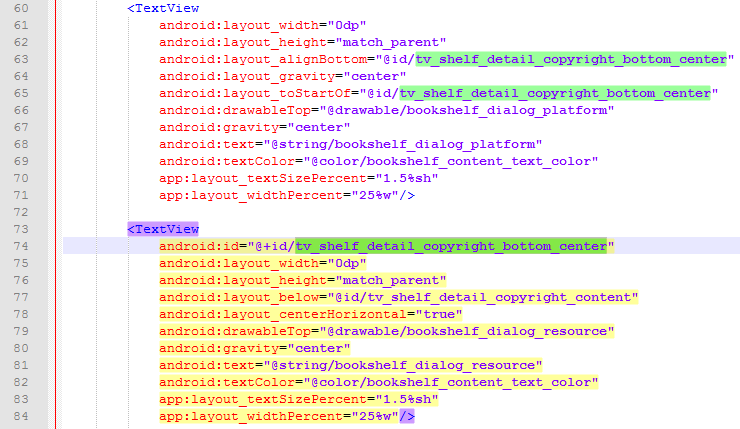 60 <TextView
61 android:layout_width="0dp"
62 android:layout_height="match_parent"
63 android:layout_alignBottom="@id/tv_shelf_detail_copyright_bottom_center"
64 android:layout_gravity="center"
65 android:layout_toStartOf="@id/tv_shelf_detail_copyright_bottom_center"
66 android:drawableTop="@drawable/bookshelf_dialog_platform"
67 android:gravity="center"
68 android:text="@string/bookshelf_dialog_platform"
69 android:textColor="@color/bookshelf_content_text_color"
70 app:layout_textSizePercent="1.5%sh"
71 app:layout_widthPercent="25%w"/>
72
73 <TextView
74 android:id="@+id/tv_shelf_detail_copyright_bottom_center"
75 android:layout_width="0dp"
76 android:layout_height="match_parent"
77 android:layout_below="@id/tv_shelf_detail_copyright_content"
78 android:layout_centerHorizontal="true"
79 android:drawableTop="@drawable/bookshelf_dialog_resource"
80 android:gravity="center"
81 android:text="@string/bookshelf_dialog_resource"
82 android:textColor="@color/bookshelf_content_text_color"
83 app:layout_textSizePercent="1.5%sh"
84 app:layout_widthPercent="25%w"/>